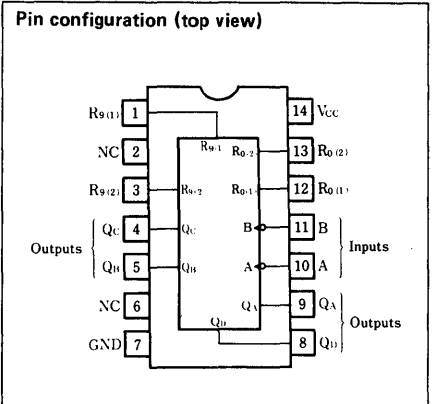 Pin configuration (top view)
R9(1) 1
14 Vcc
R9-1
NC 2
R0-2
13 R0(2)
R9(2) 3
R9-2
R0-1
12 R0(1)
Outputs
QC 4
QC
B
11 B
Inputs
QB 5
QB
A
10 A
NC 6
QA
9 QA
Outputs
QD
GND 7
8 QD